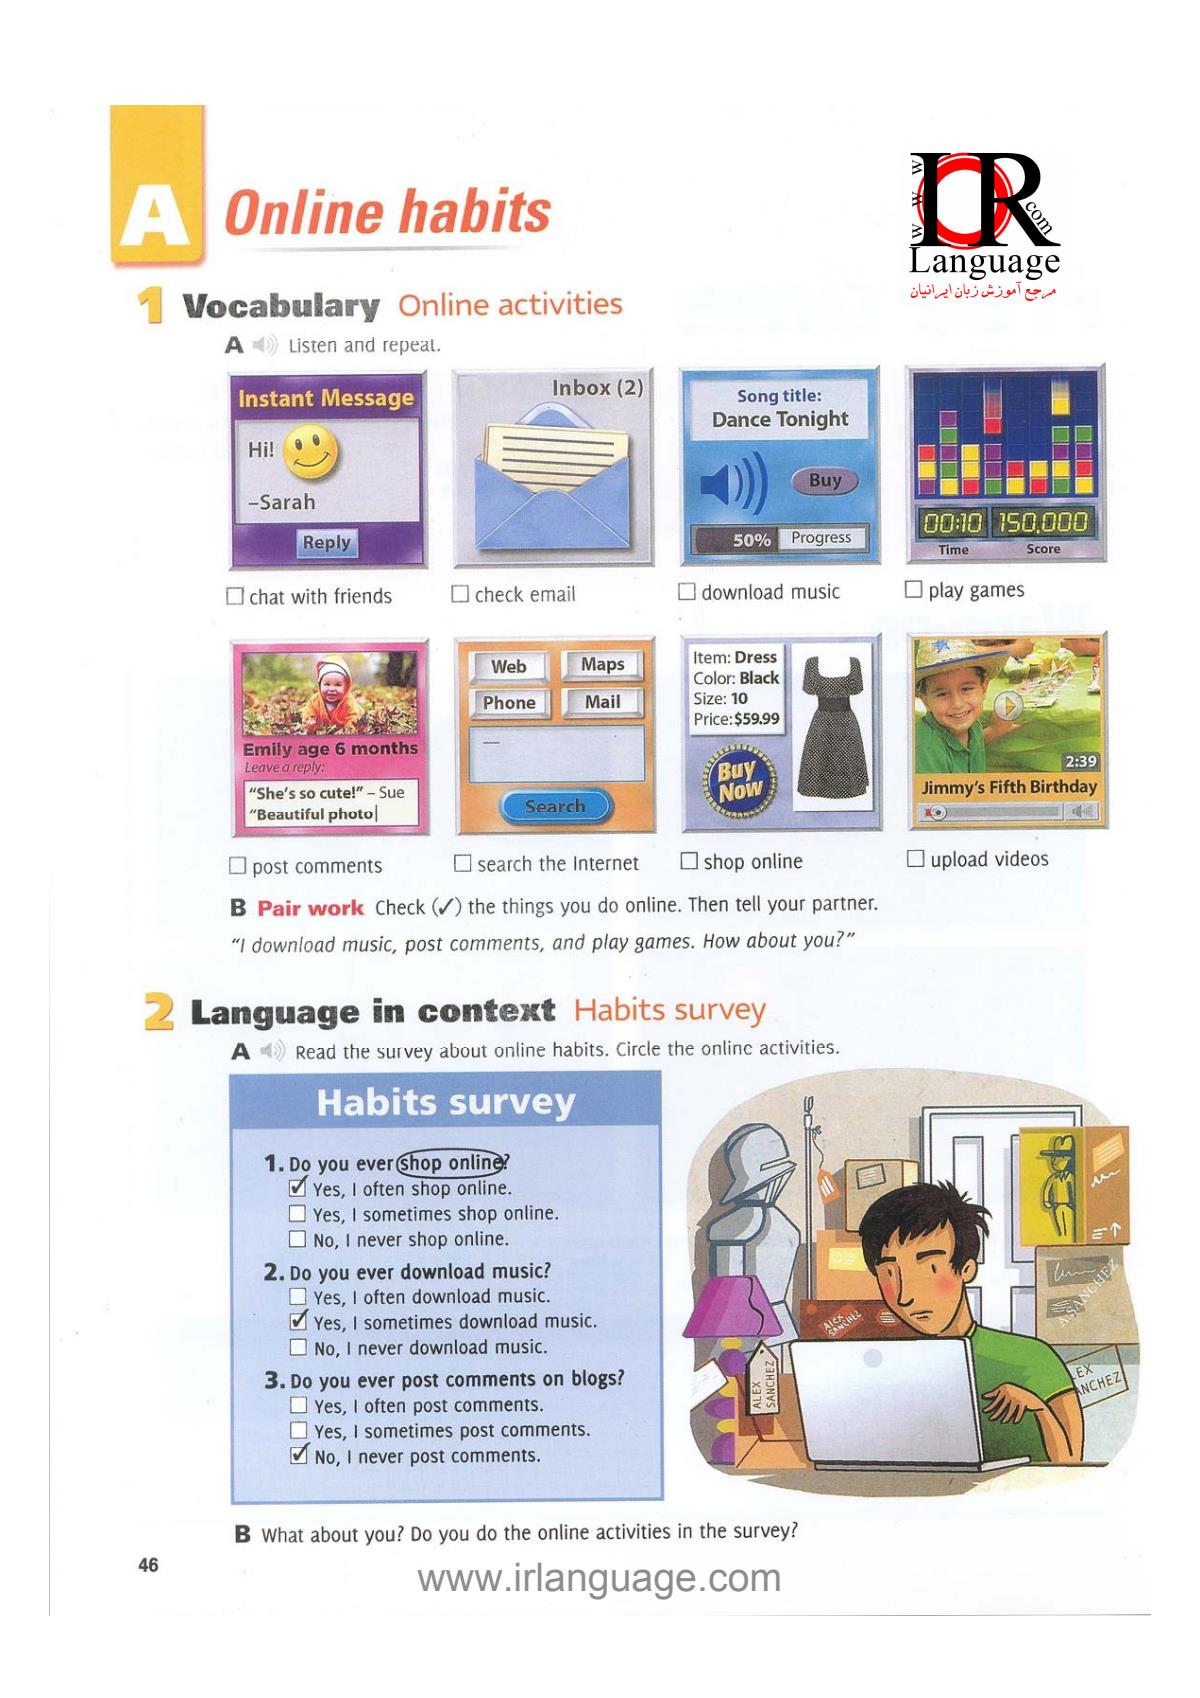 A
Online habits
www.IRLanguage.com
مرجع آموزش زبان ایرانیان
1 Vocabulary Online activities
A Listen and repeat.
Instant Message
Hi!
–Sarah
Reply
Inbox (2)
Song title:
Dance Tonight
Buy
50% Progress
00:10 150,000
Time Score
☐ chat with friends
☐ check email
☐ download music
☐ play games
Emily age 6 months
Leave a reply:
“She’s so cute!” – Sue
“Beautiful photo|
Web Maps
Phone Mail
Search
Item: Dress
Color: Black
Size: 10
Price: $59.99
Buy
Now
2:39
Jimmy’s Fifth Birthday
☐ post comments
☐ search the Internet
☐ shop online
☐ upload videos
B Pair work Check (✓) the things you do online. Then tell your partner.
“I download music, post comments, and play games. How about you?”
2 Language in context Habits survey
A Read the survey about online habits. Circle the online activities.
Habits survey
1. Do you ever shop online?
☑ Yes, I often shop online.
☐ Yes, I sometimes shop online.
☐ No, I never shop online.
2. Do you ever download music?
☐ Yes, I often download music.
☑ Yes, I sometimes download music.
☐ No, I never download music.
3. Do you ever post comments on blogs?
☐ Yes, I often post comments.
☐ Yes, I sometimes post comments.
☑ No, I never post comments.
ALEX
SANCHEZ
ALEX
SANCHEZ
A.SANCHEZ
EX
ANCHEZ
B What about you? Do you do the online activities in the survey?
46
www.irlanguage.com